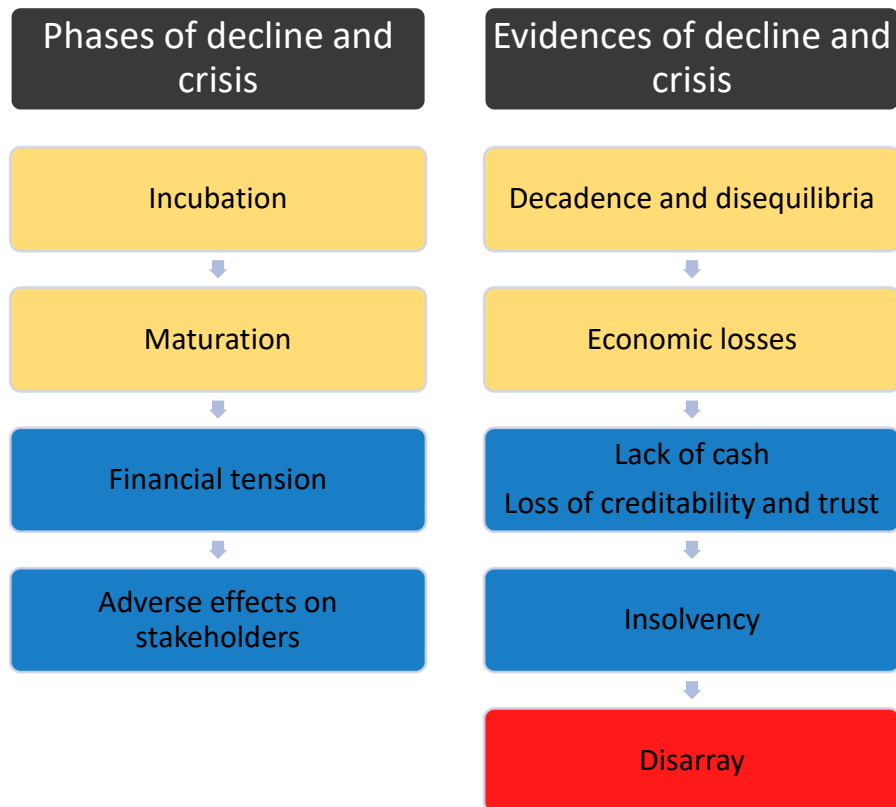 Phases of decline and
crisis
Evidences of decline and
crisis
Incubation
Decadence and disequilibria
Maturation
Economic losses
Financial tension
Lack of cash
Loss of creditability and trust
Adverse effects on
stakeholders
Insolvency
Disarray